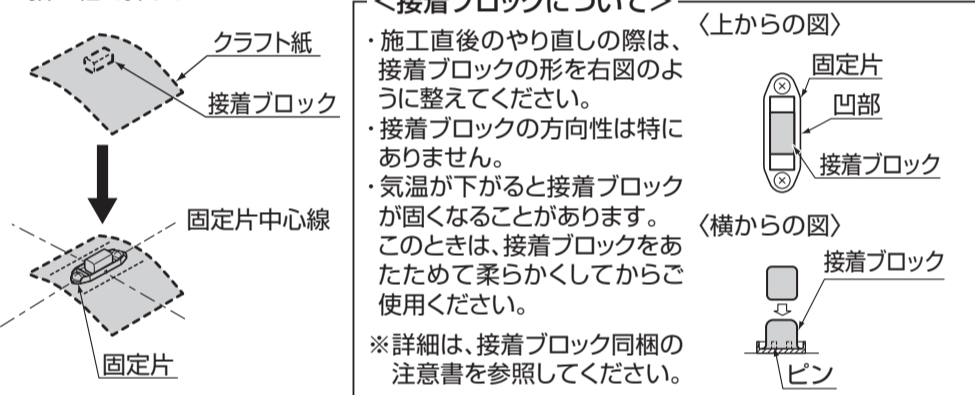 クラフト紙
接着ブロック
固定片中心線
固定片
<接着ブロックについて>
・施工直後のやり直しの際は、
接着ブロックの形を右図のよ
うに整えてください。
・接着ブロックの方向性は特に
ありません。
・気温が下がると接着ブロック
が固くなることがあります。
このときは、接着ブロックをあ
たためて柔らかくしてからご
使用ください。
※詳細は、接着ブロック同梱の
注意書を参照してください。
〈上からの図〉
固定片
凹部
接着ブロック
〈横からの図〉
接着ブロック
ピン